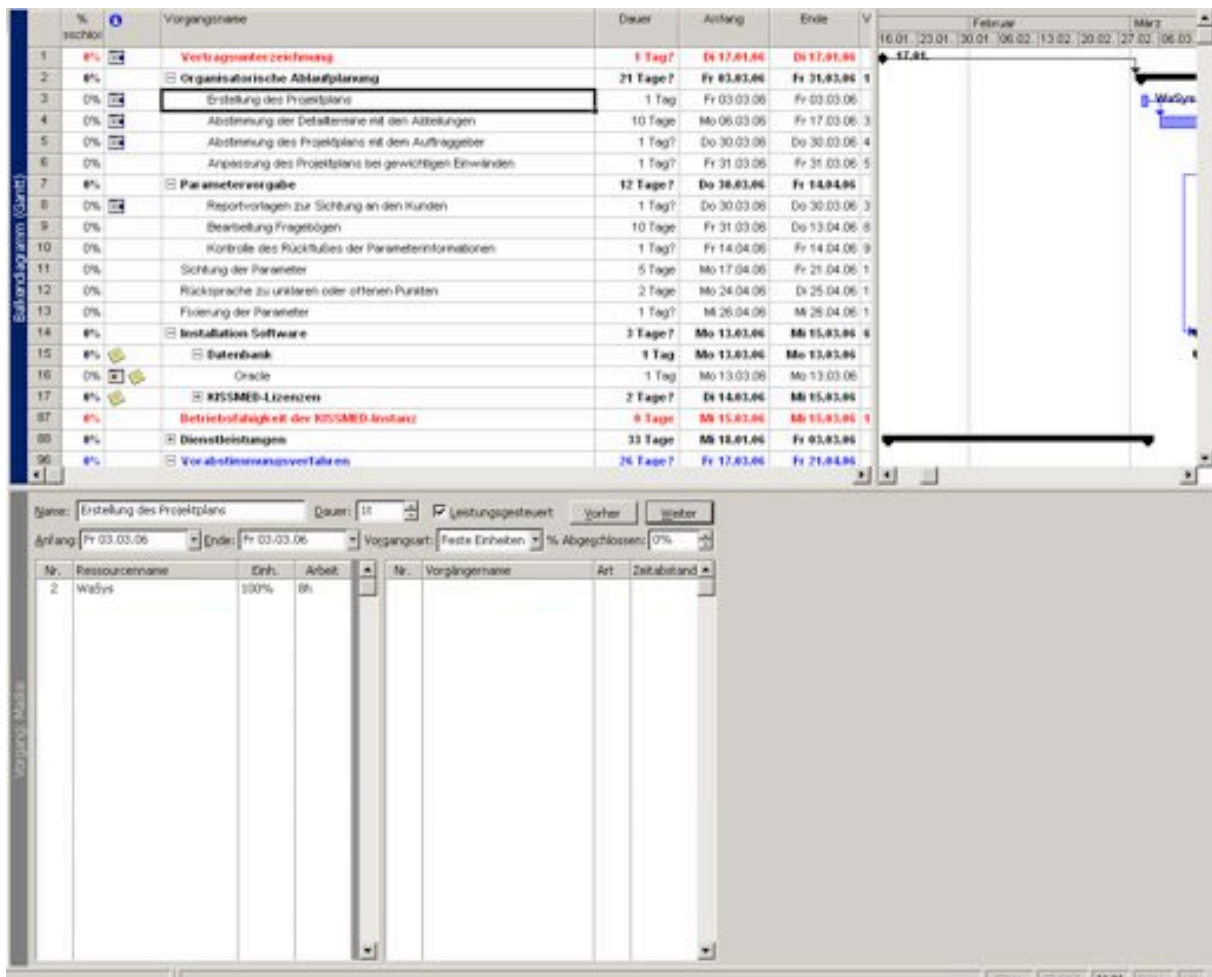 % Vorgangsname Dauer Anfang Ende V Februar März
16.01. 23.01. 30.01. 06.02. 13.02. 20.02. 27.02. 06.03.
1 0% Vertragsunterzeichnung 1 Tag? Di 17.01.06 Di 17.01.06 17.01.
2 0% Organisatorische Ablaufplanung 21 Tage? Fr 03.03.06 Fr 31.03.06 1
3 0% Erstellung des Projektplans 1 Tag Fr 03.03.06 Fr 03.03.06 WaSys
4 0% Abstimmung der Detailtermine mit den Abteilungen 10 Tage Mo 06.03.06 Fr 17.03.06 3
5 0% Abstimmung des Projektplans mit dem Auftraggeber 1 Tag? Do 30.03.06 Do 30.03.06 4
6 0% Anpassung des Projektplans bei gewichtigen Einwänden 1 Tag? Fr 31.03.06 Fr 31.03.06 5
7 0% Parametervorgabe 12 Tage? Do 30.03.06 Fr 14.04.06
8 0% Reportvorlagen zur Sichtung an den Kunden 1 Tag? Do 30.03.06 Do 30.03.06 3
9 0% Bearbeitung Fragebögen 10 Tage Fr 31.03.06 Do 13.04.06 8
10 0% Kontrolle des Rückflußes der Parameterinformationen 1 Tag? Fr 14.04.06 Fr 14.04.06 9
11 0% Sichtung der Parameter 5 Tage Mo 17.04.06 Fr 21.04.06 1
12 0% Rücksprache zu unklaren oder offenen Punkten 2 Tage Mo 24.04.06 Di 25.04.06 1
13 0% Fixierung der Parameter 1 Tag? Mi 26.04.06 Mi 26.04.06 1
14 0% Installation Software 3 Tage? Mo 13.03.06 Mi 15.03.06 6
15 0% Datenbank 1 Tag Mo 13.03.06 Mo 13.03.06
16 0% Oracle 1 Tag Mo 13.03.06 Mo 13.03.06
17 0% KISSMED-Lizenzen 2 Tage? Di 14.03.06 Mi 15.03.06
87 0% Betriebsfähigkeit der KISSMED-Instanz 0 Tage Mi 15.03.06 Mi 15.03.06 1
88 0% Dienstleistungen 33 Tage Mi 18.01.06 Fr 03.03.06
96 0% Vorabstimmungsverfahren 26 Tage? Fr 17.03.06 Fr 21.04.06
Balkendiagramm (Gantt)
Name: Erstellung des Projektplans Dauer: 1t Leistungsgesteuert Vorher Weiter
Anfang: Fr 03.03.06 Ende: Fr 03.03.06 Vorgangsart: Feste Einheiten % Abgeschlossen: 0%
Nr. Ressourcenname Einh. Arbeit Nr. Vorgängername Art Zeitabstand
2 WaSys 100% 8h
Vorgang: Maske